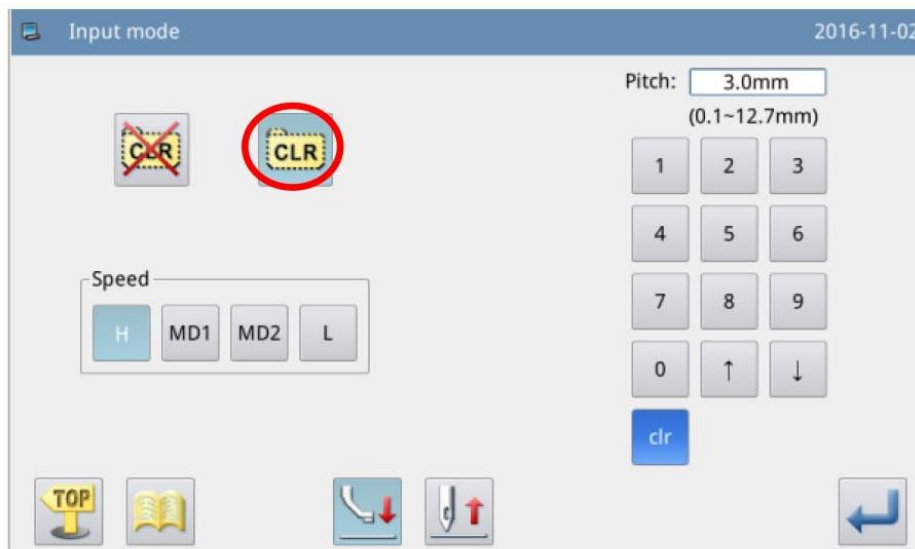 Input mode
2016-11-02
Pitch: 3.0mm
(0.1~12.7mm)
CLR CLR
1 2 3
4 5 6
Speed
H MD1 MD2 L
7 8 9
0 ↑ ↓
clr
TOP